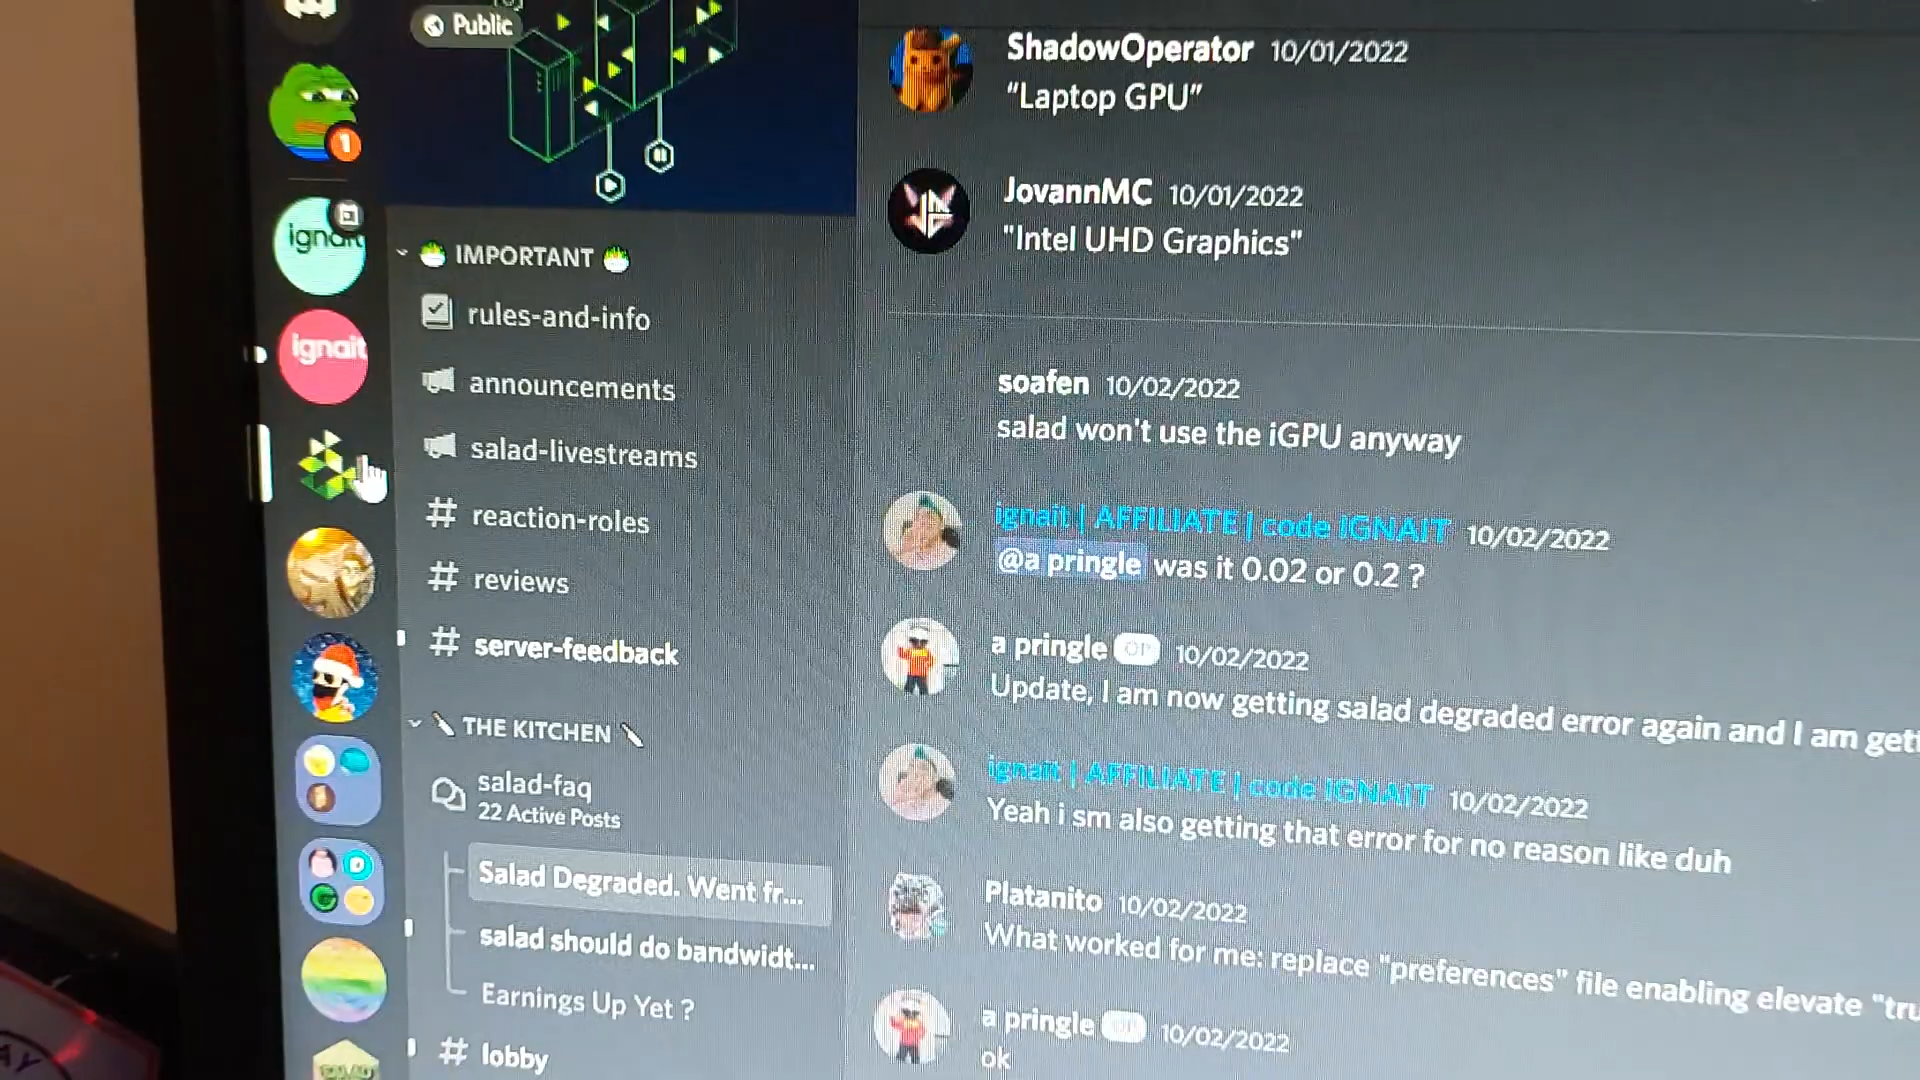 Public
1
ignait
ignait
IMPORTANT
rules-and-info
announcements
salad-livestreams
reaction-roles
reviews
server-feedback
THE KITCHEN
salad-faq
22 Active Posts
Salad Degraded. Went fr...
salad should do bandwidt...
Earnings Up Yet ?
lobby
ShadowOperator 10/01/2022
“Laptop GPU”
JovannMC 10/01/2022
"Intel UHD Graphics"
soafen 10/02/2022
salad won't use the iGPU anyway
ignait | AFFILIATE | code IGNAIT 10/02/2022
@a pringle was it 0.02 or 0.2 ?
a pringle OP 10/02/2022
Update, I am now getting salad degraded error again and I am gett
ignait | AFFILIATE | code IGNAIT 10/02/2022
Yeah i sm also getting that error for no reason like duh
Platanito 10/02/2022
What worked for me: replace "preferences" file enabling elevate "tru
a pringle OP 10/02/2022
ok